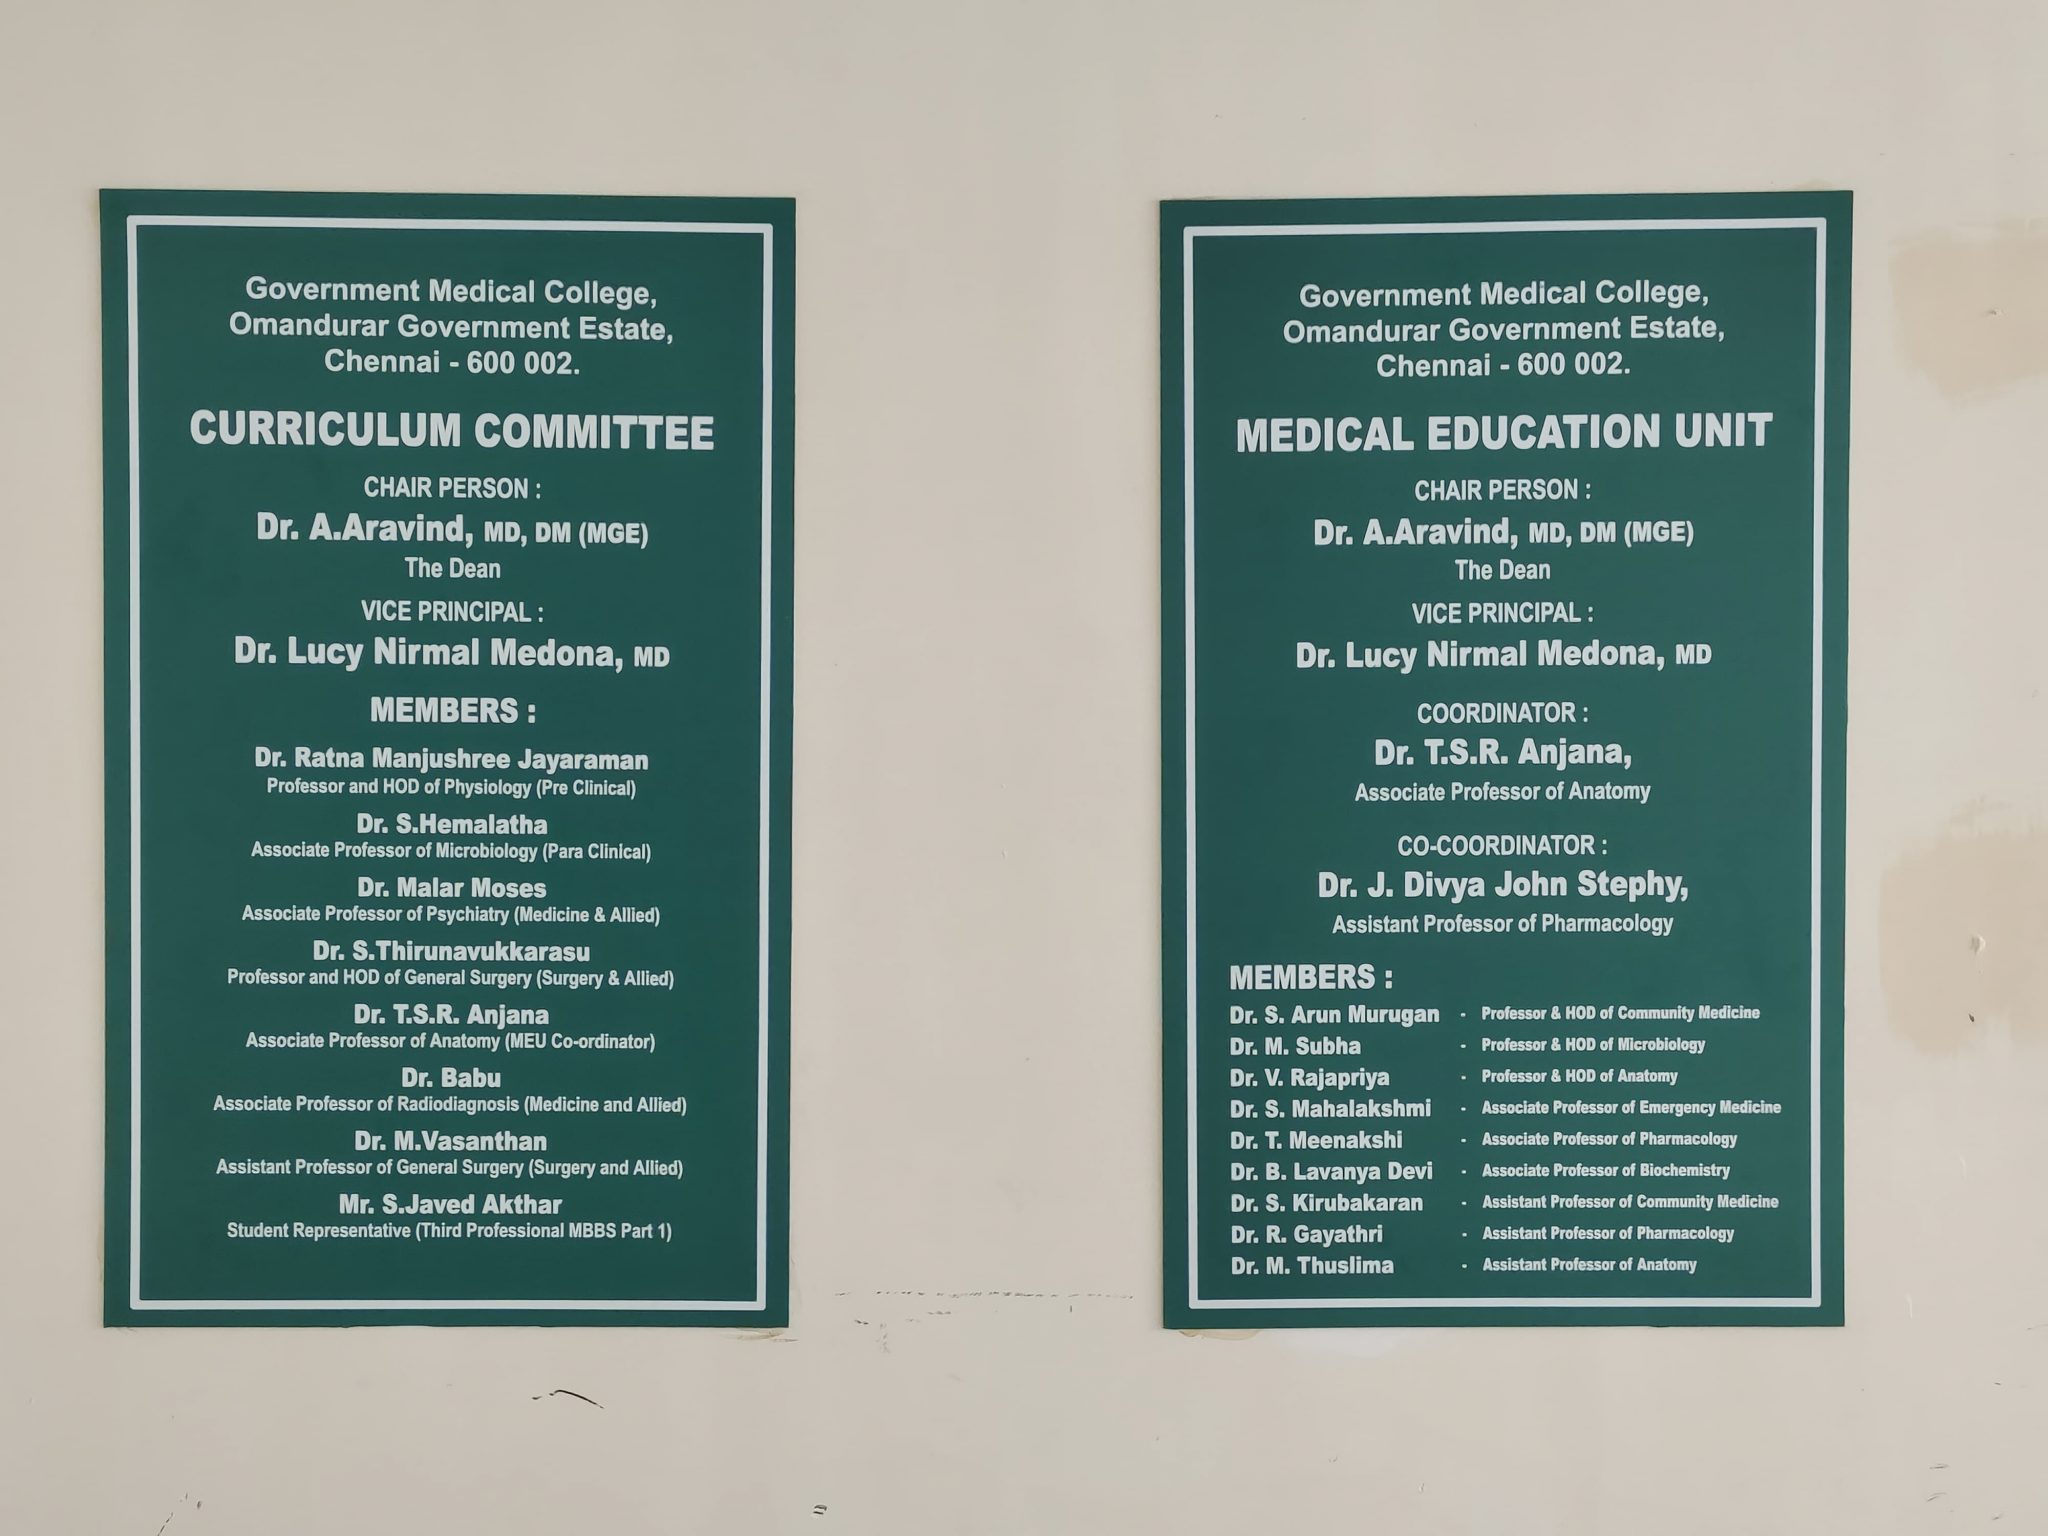 Government Medical College,
Omandurar Government Estate,
Chennai - 600 002.
CURRICULUM COMMITTEE
CHAIR PERSON :
Dr. A.Aravind, MD, DM (MGE)
The Dean
VICE PRINCIPAL :
Dr. Lucy Nirmal Medona, MD
MEMBERS :
Dr. Ratna Manjushree Jayaraman
Professor and HOD of Physiology (Pre Clinical)
Dr. S.Hemalatha
Associate Professor of Microbiology (Para Clinical)
Dr. Malar Moses
Associate Professor of Psychiatry (Medicine & Allied)
Dr. S.Thirunavukkarasu
Professor and HOD of General Surgery (Surgery & Allied)
Dr. T.S.R. Anjana
Associate Professor of Anatomy (MEU Co-ordinator)
Dr. Babu
Associate Professor of Radiodiagnosis (Medicine and Allied)
Dr. M.Vasanthan
Assistant Professor of General Surgery (Surgery and Allied)
Mr. S.Javed Akthar
Student Representative (Third Professional MBBS Part 1)
Government Medical College,
Omandurar Government Estate,
Chennai - 600 002.
MEDICAL EDUCATION UNIT
CHAIR PERSON :
Dr. A.Aravind, MD, DM (MGE)
The Dean
VICE PRINCIPAL :
Dr. Lucy Nirmal Medona, MD
COORDINATOR :
Dr. T.S.R. Anjana,
Associate Professor of Anatomy
CO-COORDINATOR :
Dr. J. Divya John Stephy,
Assistant Professor of Pharmacology
MEMBERS :
Dr. S. Arun Murugan - Professor & HOD of Community Medicine
Dr. M. Subha - Professor & HOD of Microbiology
Dr. V. Rajapriya - Professor & HOD of Anatomy
Dr. S. Mahalakshmi - Associate Professor of Emergency Medicine
Dr. T. Meenakshi - Associate Professor of Pharmacology
Dr. B. Lavanya Devi - Associate Professor of Biochemistry
Dr. S. Kirubakaran - Assistant Professor of Community Medicine
Dr. R. Gayathri - Assistant Professor of Pharmacology
Dr. M. Thuslima - Assistant Professor of Anatomy